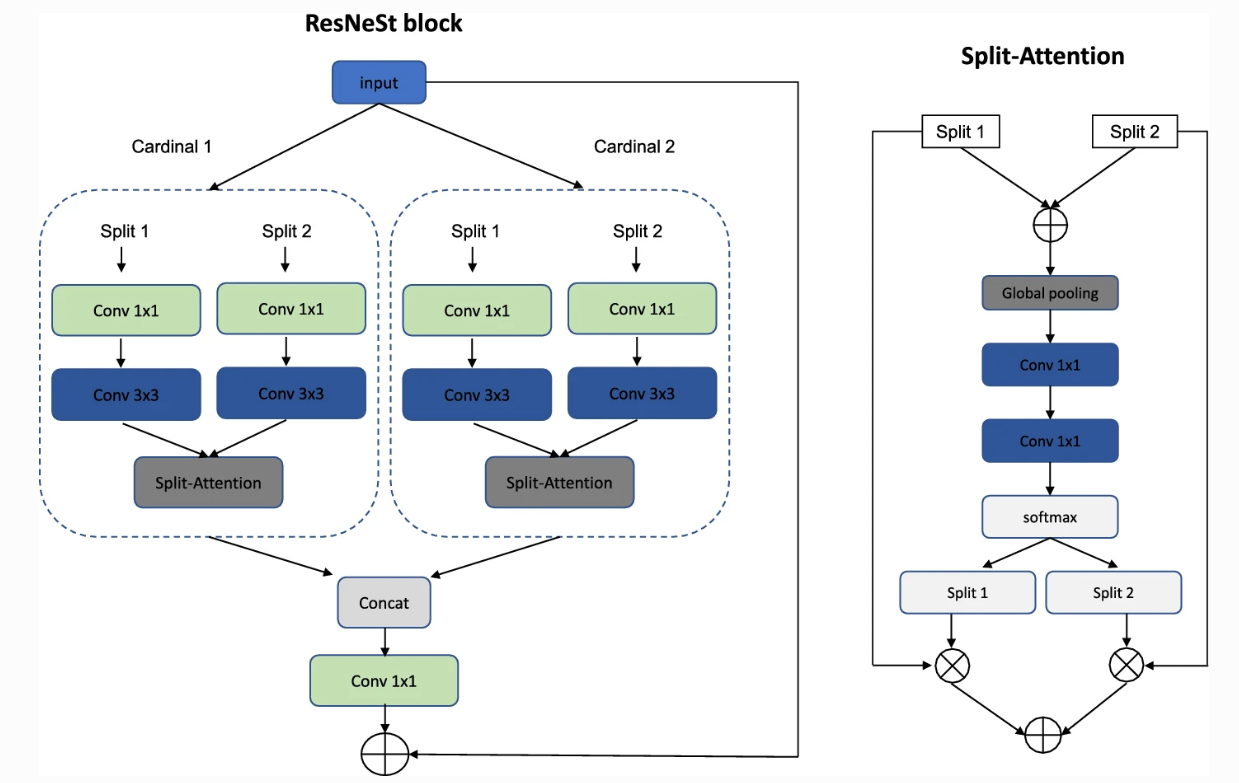 ResNeSt block
input
Cardinal 1
Cardinal 2
Split 1
Split 2
Split 1
Split 2
Conv 1x1
Conv 1x1
Conv 1x1
Conv 1x1
Conv 3x3
Conv 3x3
Conv 3x3
Conv 3x3
Split-Attention
Split-Attention
Concat
Conv 1x1
Split-Attention
Split 1
Split 2
Global pooling
Conv 1x1
Conv 1x1
softmax
Split 1
Split 2